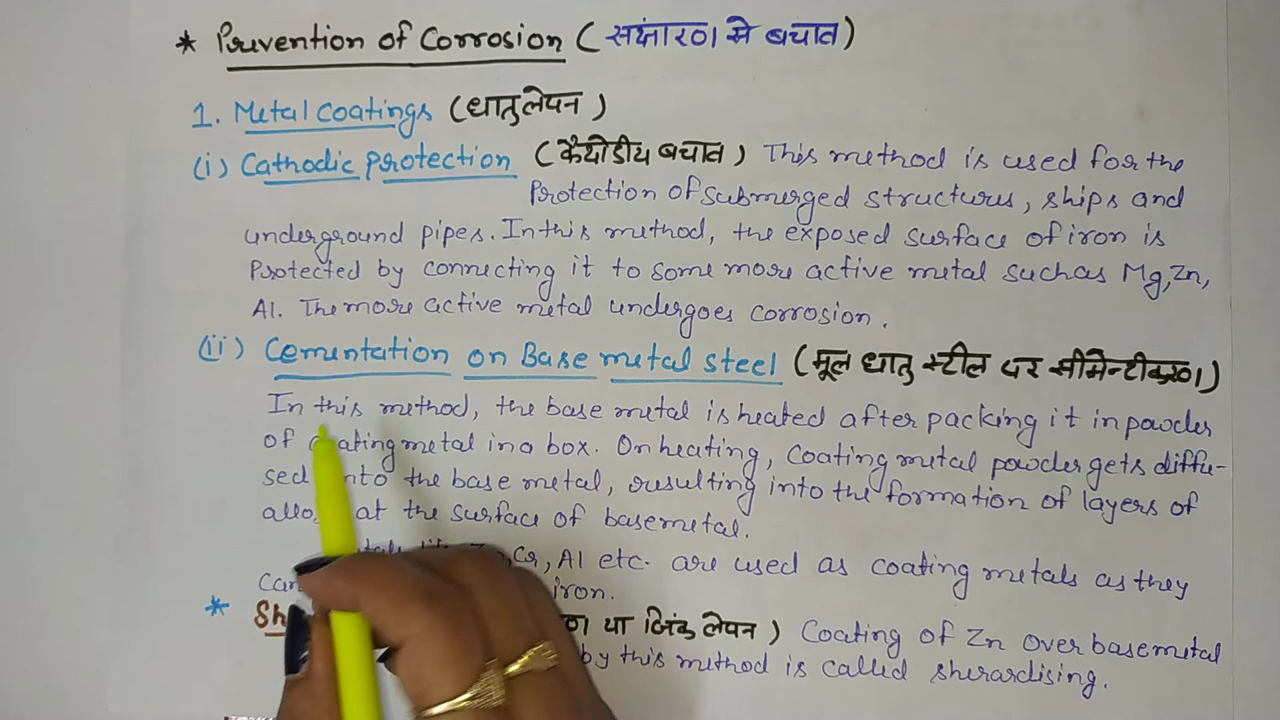 * Prevention of Corrosion (संक्षारण से बचाव)
1. Metal coatings (धातुलेपन)
(i) Cathodic protection (कैथोडीय बचाव) This method is used for the
Protection of submerged structures, ships and
underground pipes. In this method, the exposed surface of iron is
Protected by connecting it to some more active metal such as Mg, Zn,
Al. The more active metal undergoes corrosion.
(ii) Cementation on Base metal steel (मूल धातु स्टील पर सीमेन्टीकरण)
In this method, the base metal is heated after packing it in powder
of coating metal in a box. On heating, coating metal powder gets diffu-
sed into the base metal, resulting into the formation of layers of
at the surface of base metal.
Cr, Al etc. are used as coating metals as they
iron.
* या जिंक लेपन) Coating of Zn over base metal
by this method is called sherardising.